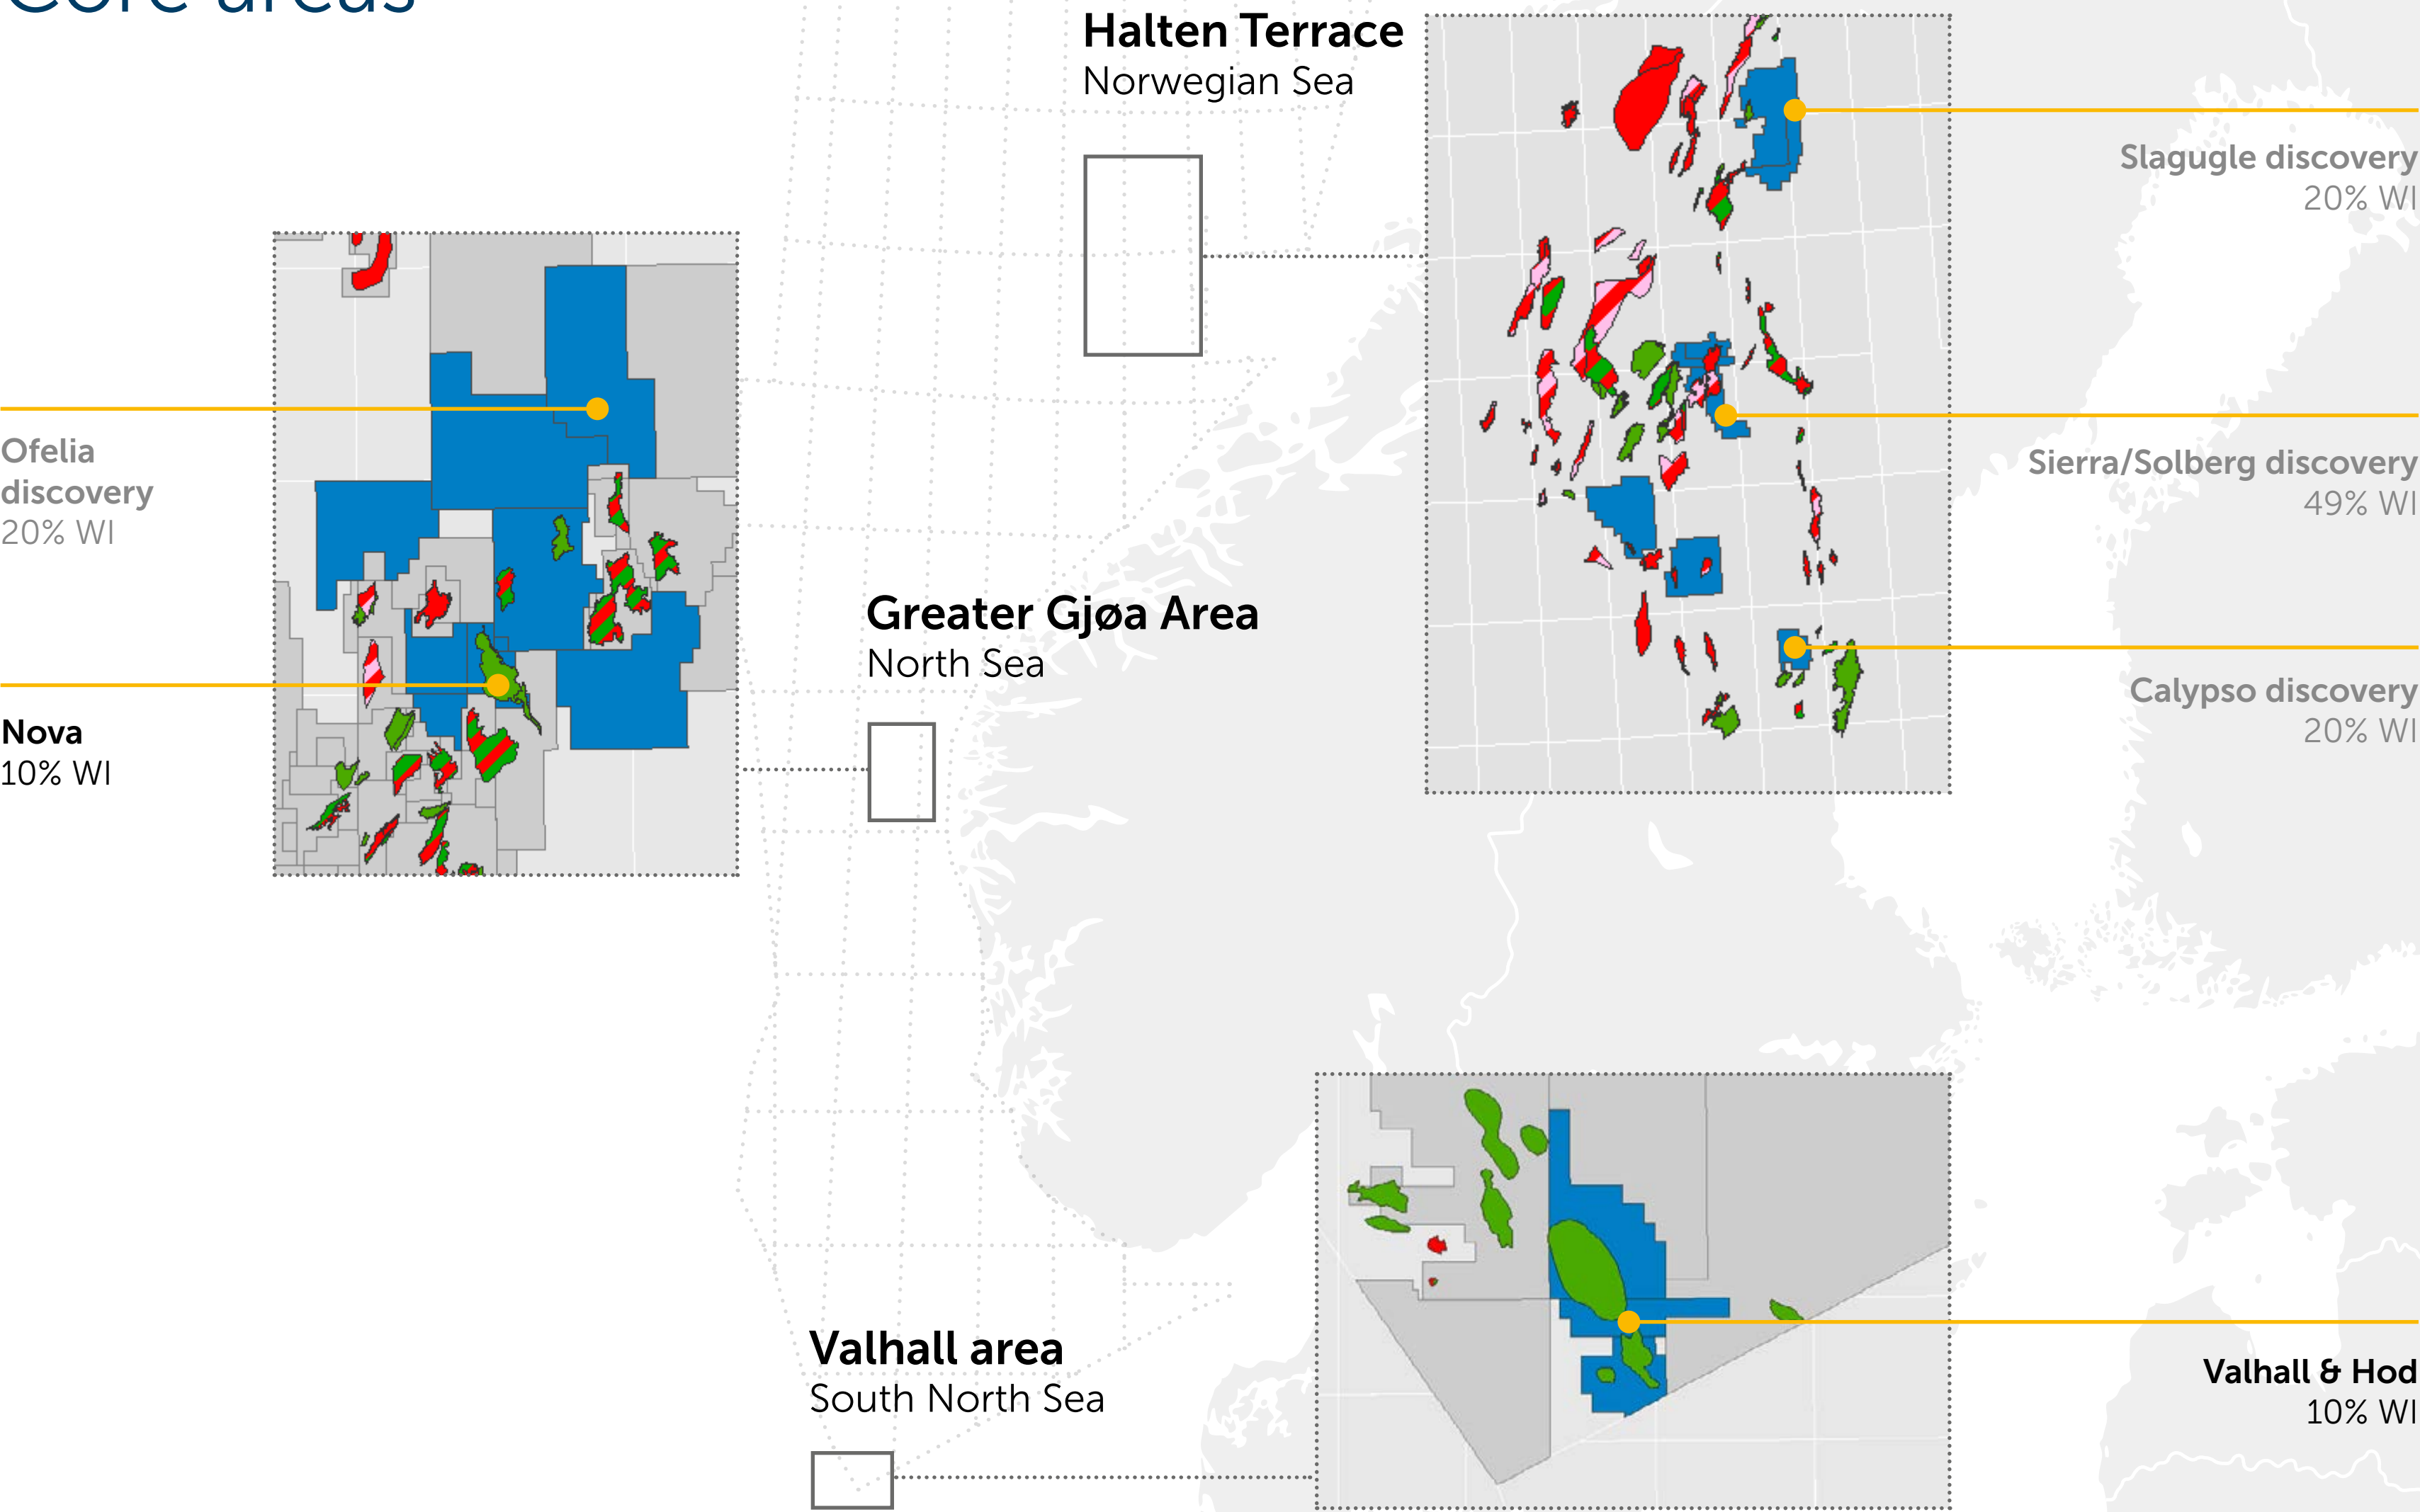 Core areas
Halten Terrace
Norwegian Sea
Slagugle discovery
20% WI
Ofelia
discovery
20% WI
Sierra/Solberg discovery
49% WI
Greater Gjøa Area
North Sea
Nova
10% WI
Calypso discovery
20% WI
Valhall area
South North Sea
Valhall & Hod
10% WI